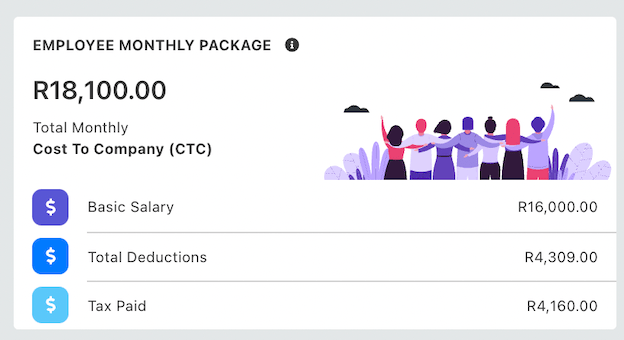 EMPLOYEE MONTHLY PACKAGE
R18,100.00
Total Monthly
Cost To Company (CTC)
$ Basic Salary R16,000.00
$ Total Deductions R4,309.00
$ Tax Paid R4,160.00